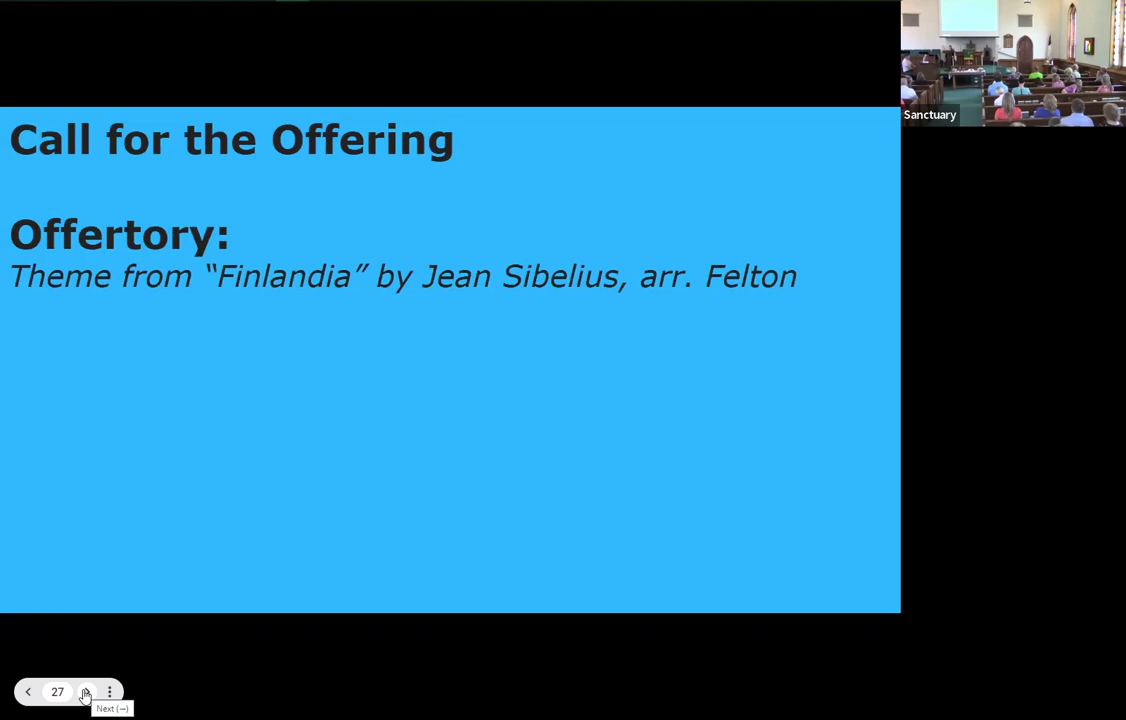 Call for the Offering
Offertory:
Theme from “Finlandia” by Jean Sibelius, arr. Felton
Sanctuary
27
Next (→)